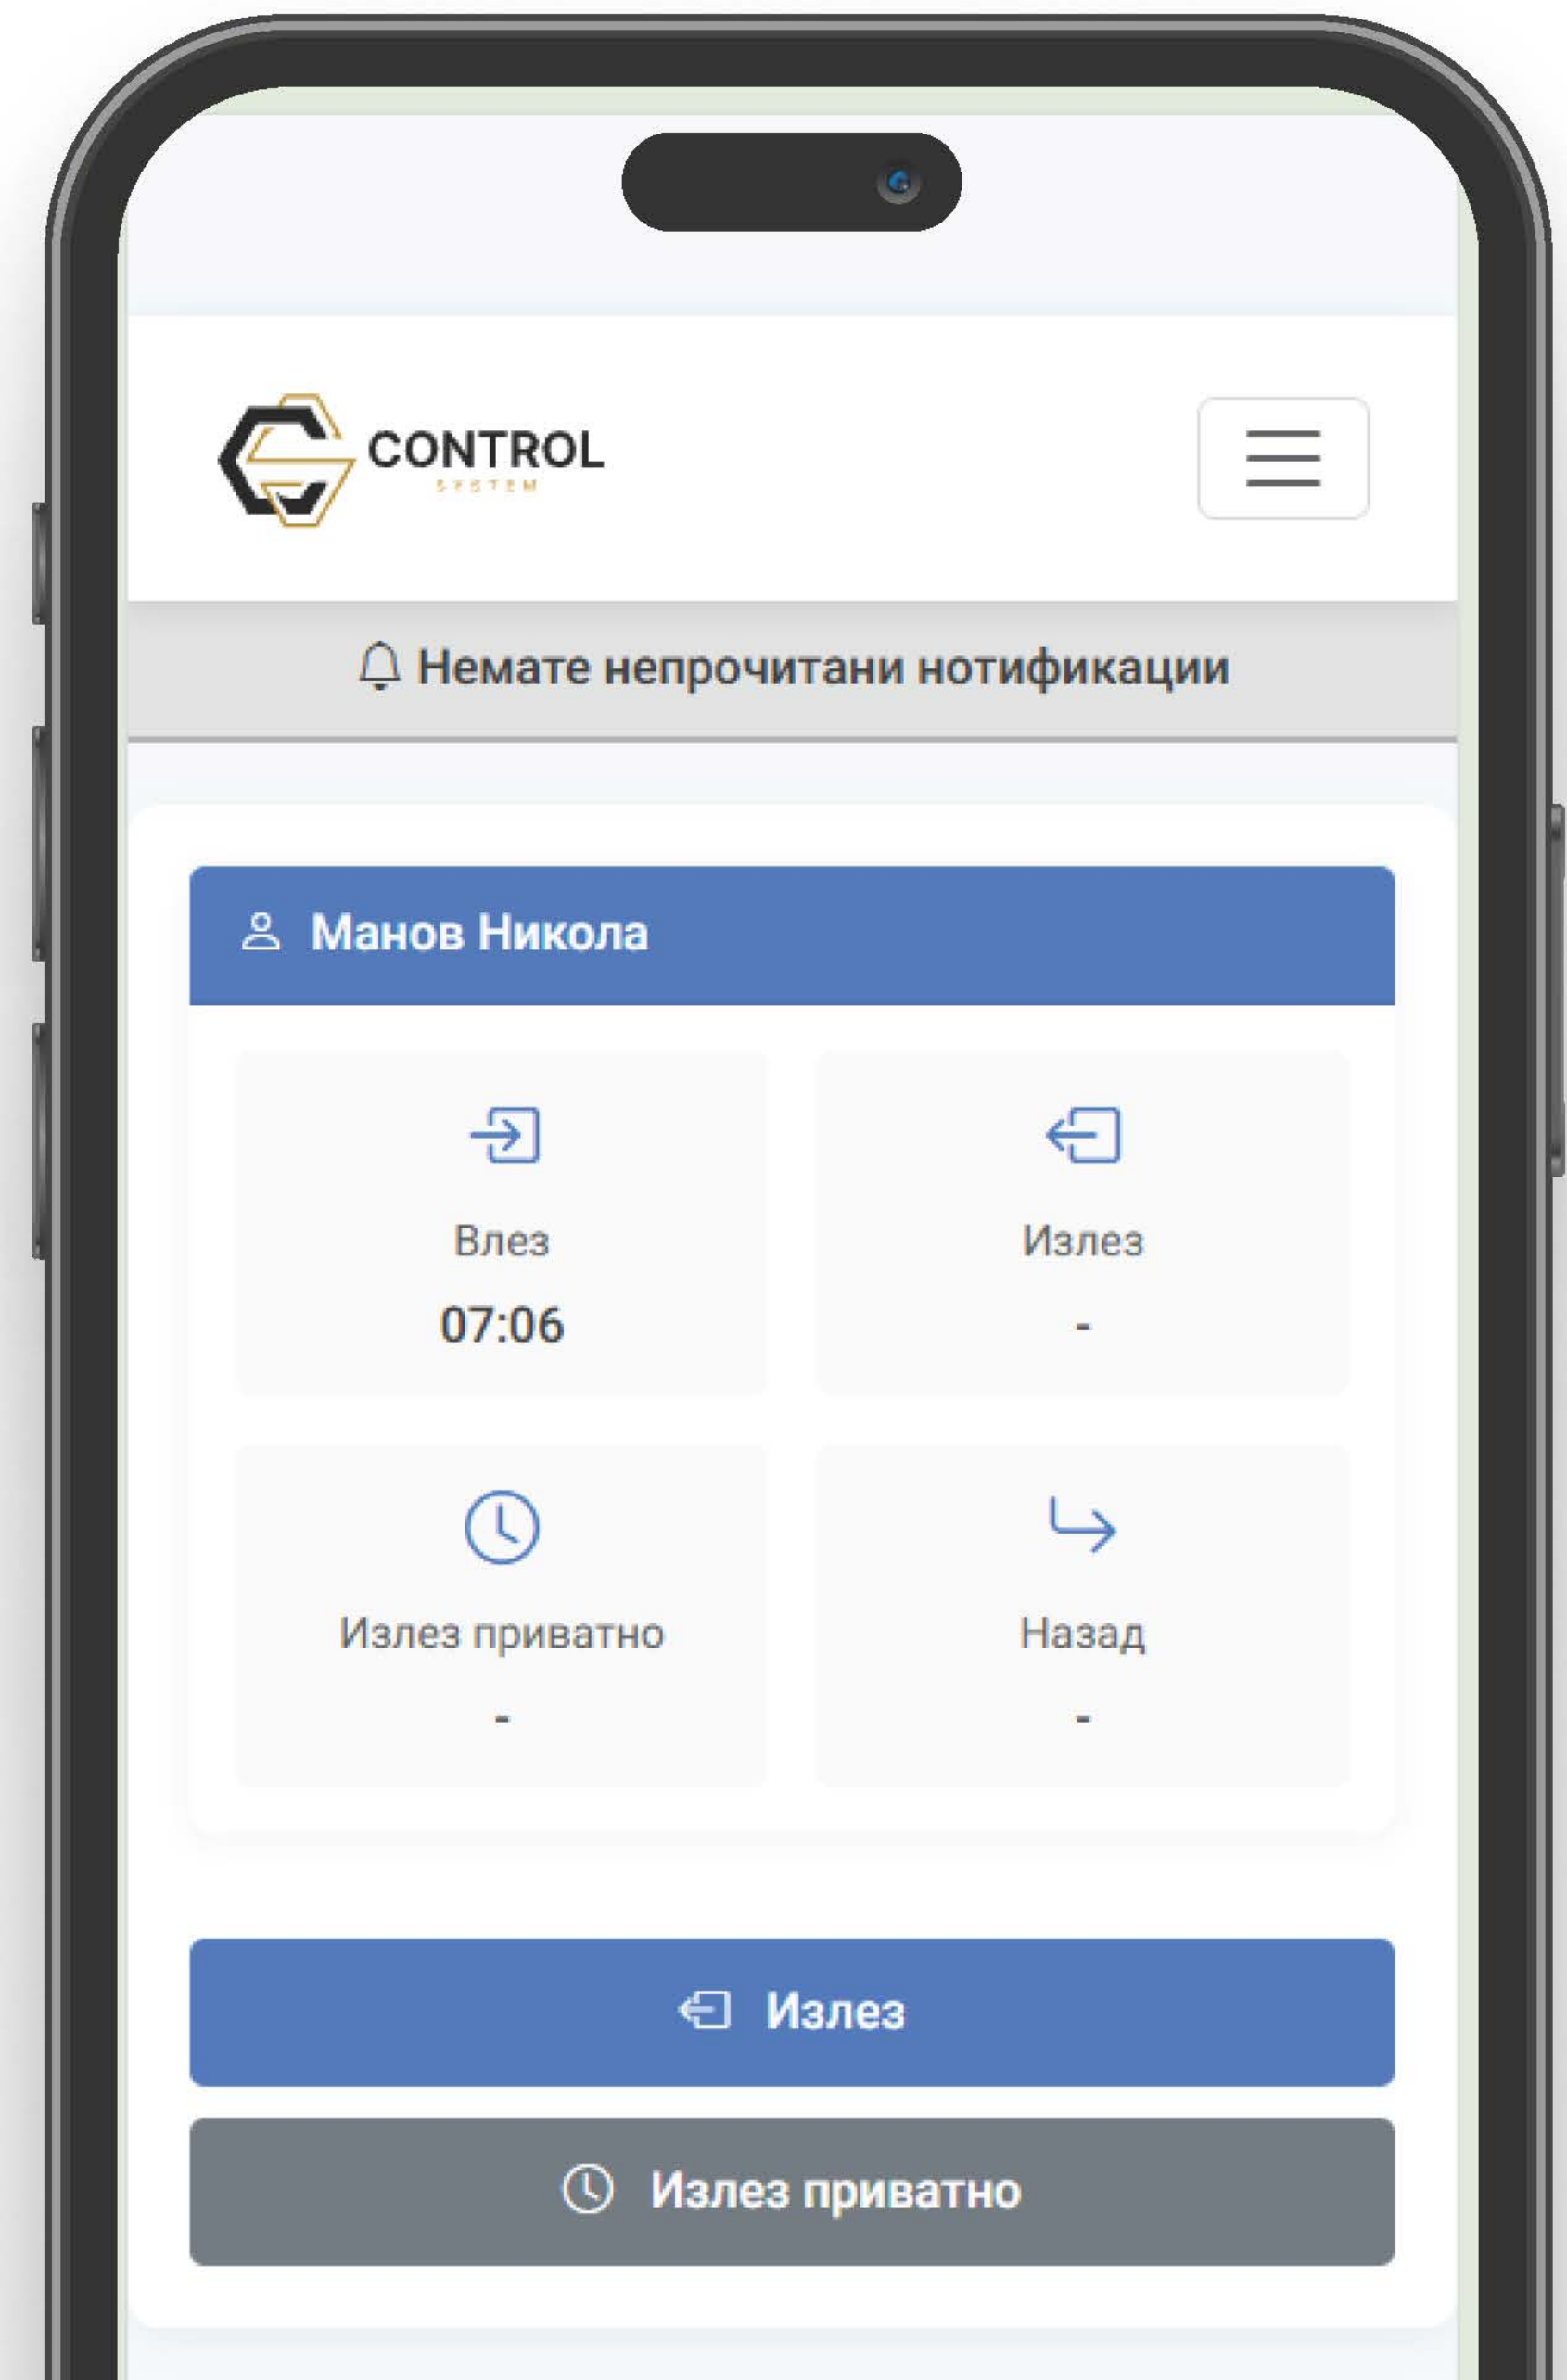 CONTROL
SYSTEM
Немате непрочитани нотификации
Манов Никола
Влез
07:06
Излез
-
Излез приватно
-
Назад
-
Излез
Излез приватно